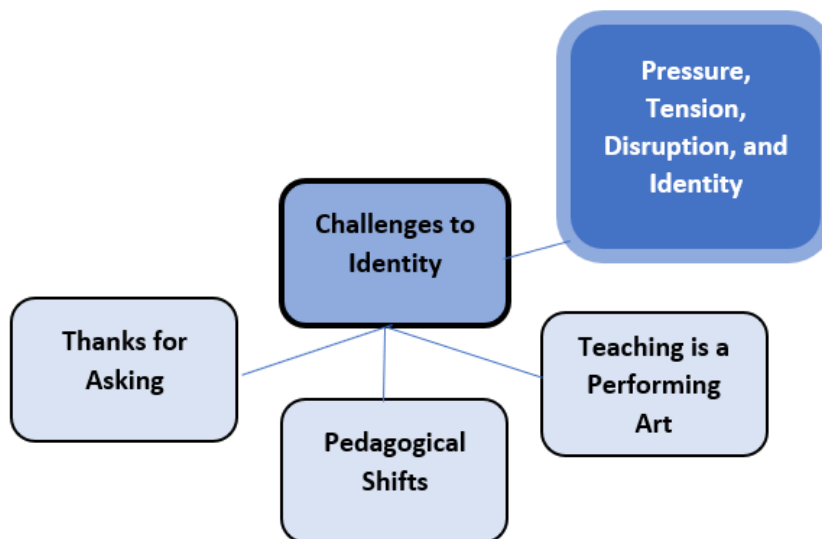 Pressure,
Tension,
Disruption, and
Identity
Challenges to
Identity
Thanks for
Asking
Teaching is a
Performing
Art
Pedagogical
Shifts